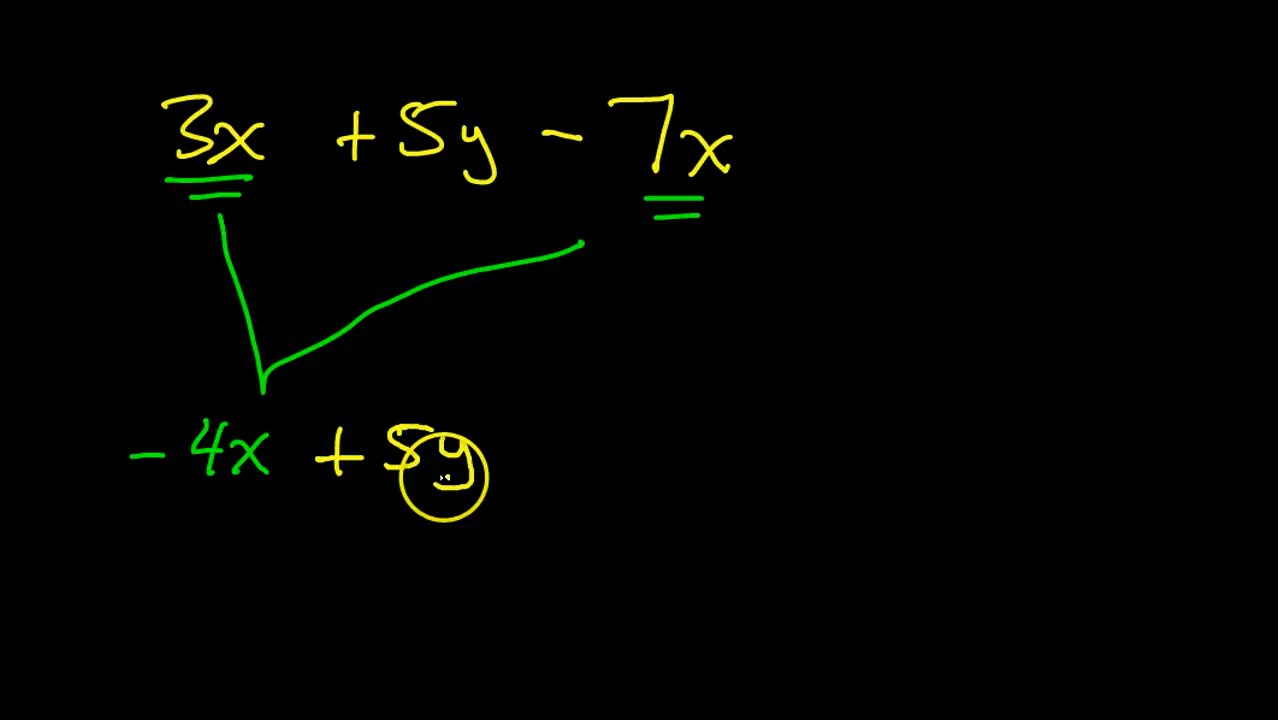 3x + 5y - 7x
- 4x + 5y